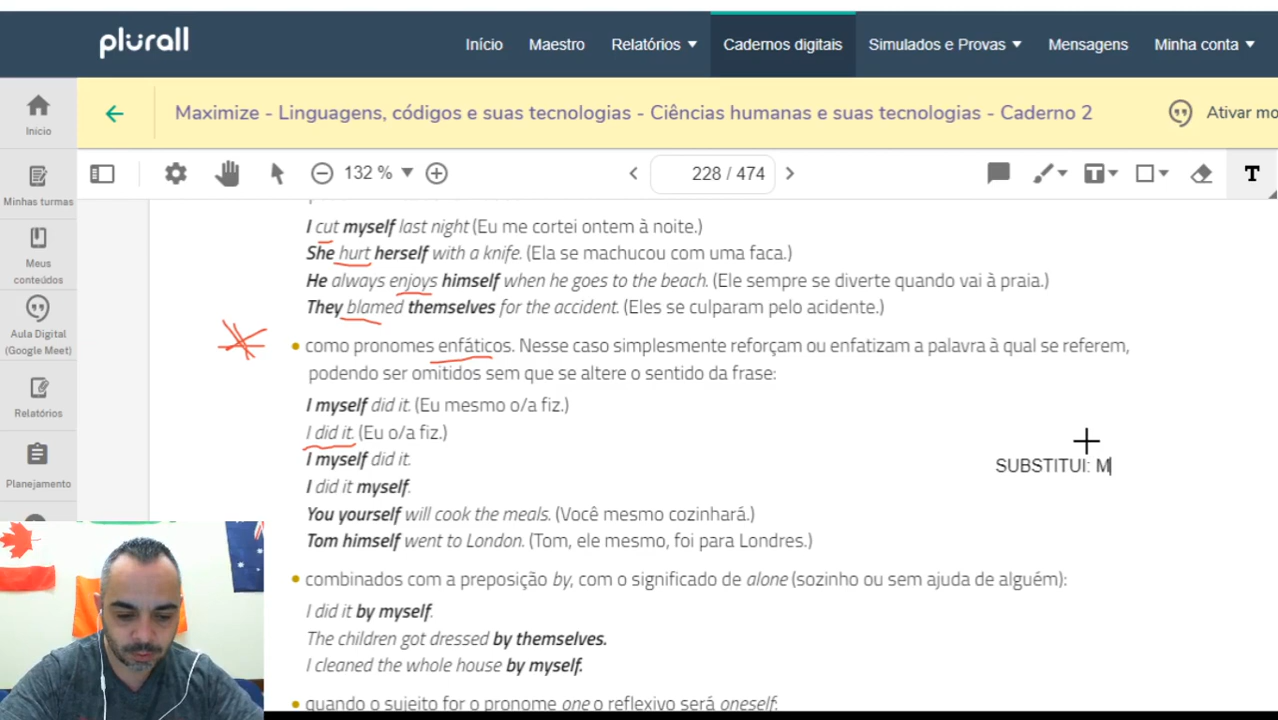 plurall
Início
Maestro
Relatórios
Cadernos digitais
Simulados e Provas
Mensagens
Minha conta
Inicio
Minhas turmas
Meus
conteúdos
Aula Digital
(Google Meet)
Relatórios
Planejamento
Maximize - Linguagens, códigos e suas tecnologias - Ciências humanas e suas tecnologias - Caderno 2
Ativar mo
132 %
228 / 474
T
T
I cut myself last night (Eu me cortei ontem à noite.)
She hurt herself with a knife. (Ela se machucou com uma faca.)
He always enjoys himself when he goes to the beach. (Ele sempre se diverte quando vai à praia.)
They blamed themselves for the accident. (Eles se culparam pelo acidente.)
• como pronomes enfáticos. Nesse caso simplesmente reforçam ou enfatizam a palavra à qual se referem,
podendo ser omitidos sem que se altere o sentido da frase:
I myself did it. (Eu mesmo o/a fiz.)
I did it. (Eu o/a fiz.)
I myself did it.
I did it myself.
You yourself will cook the meals. (Você mesmo cozinhará.)
Tom himself went to London. (Tom, ele mesmo, foi para Londres.)
SUBSTITUI: M
• combinados com a preposição by, com o significado de alone (sozinho ou sem ajuda de alguém):
I did it by myself.
The children got dressed by themselves.
I cleaned the whole house by myself.
• quando o sujeito for o pronome one o reflexivo será oneself: